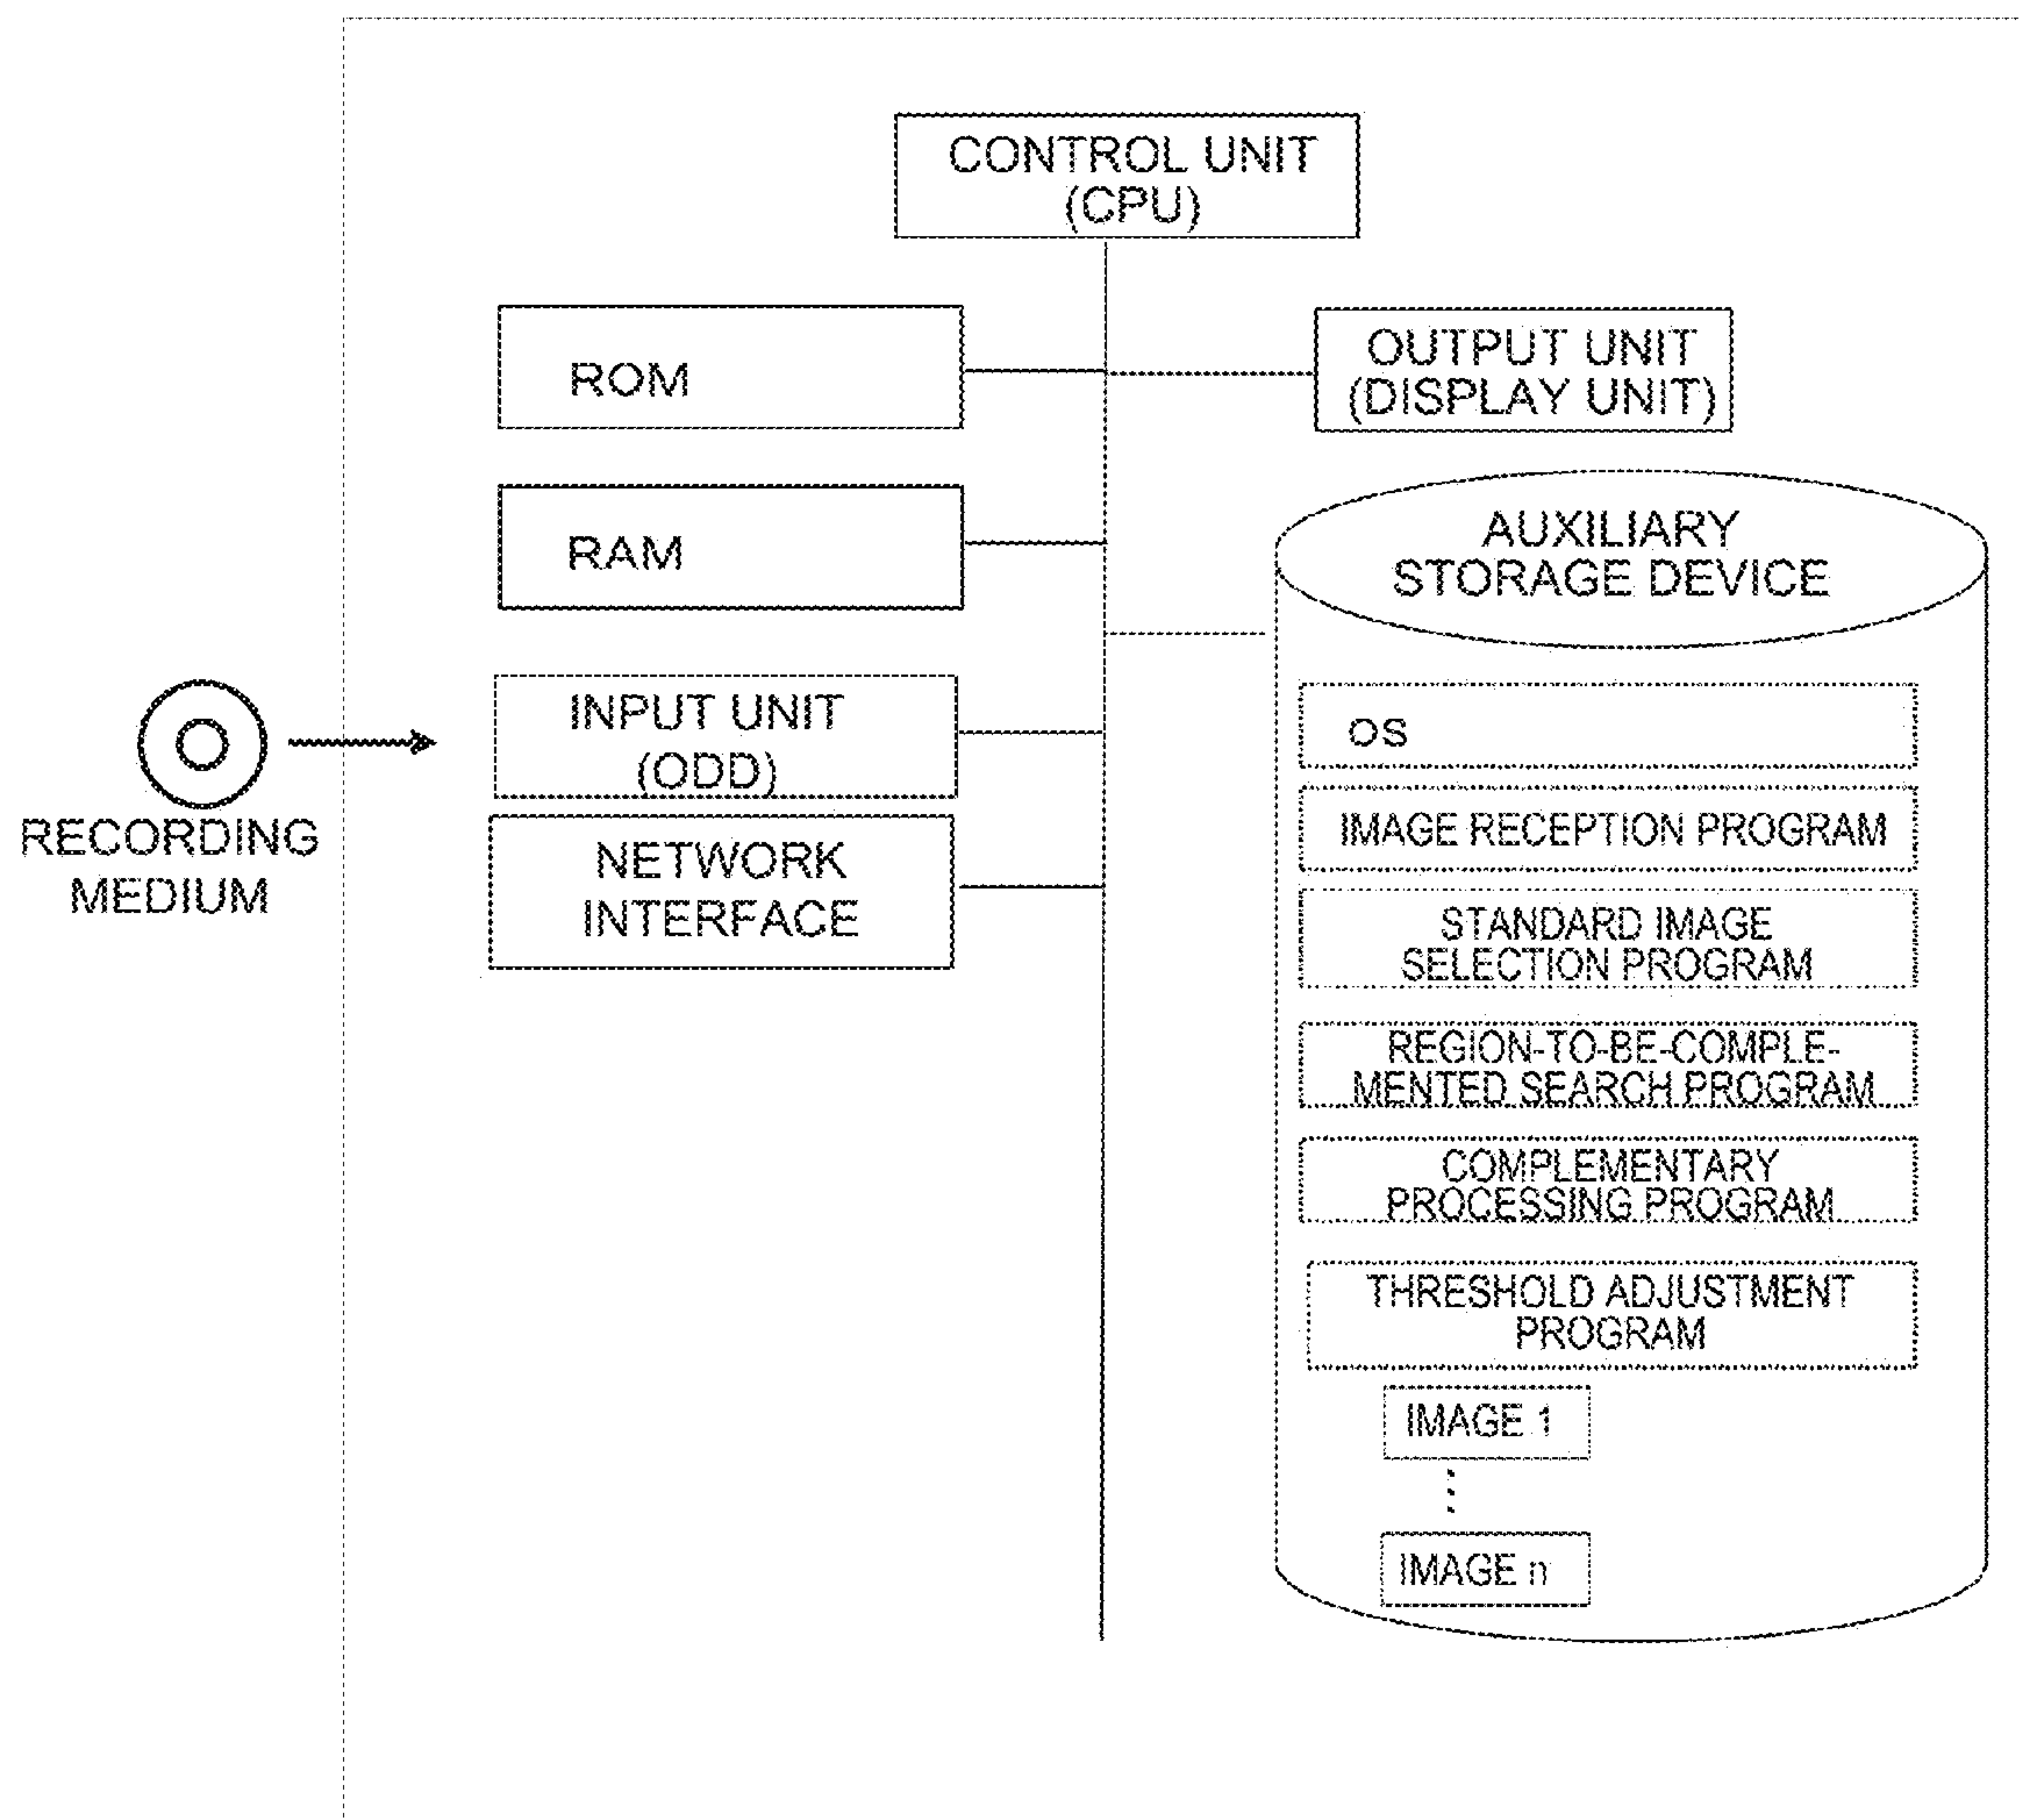 CONTROL UNIT
(CPU)
ROM
OUTPUT UNIT
(DISPLAY UNIT)
RAM
AUXILIARY
STORAGE DEVICE
INPUT UNIT
(ODD)
RECORDING
MEDIUM
NETWORK
INTERFACE
OS
IMAGE RECEPTION PROGRAM
STANDARD IMAGE
SELECTION PROGRAM
REGION-TO-BE-COMPLE-
MENTED SEARCH PROGRAM
COMPLEMENTARY
PROCESSING PROGRAM
THRESHOLD ADJUSTMENT
PROGRAM
IMAGE 1
IMAGE n